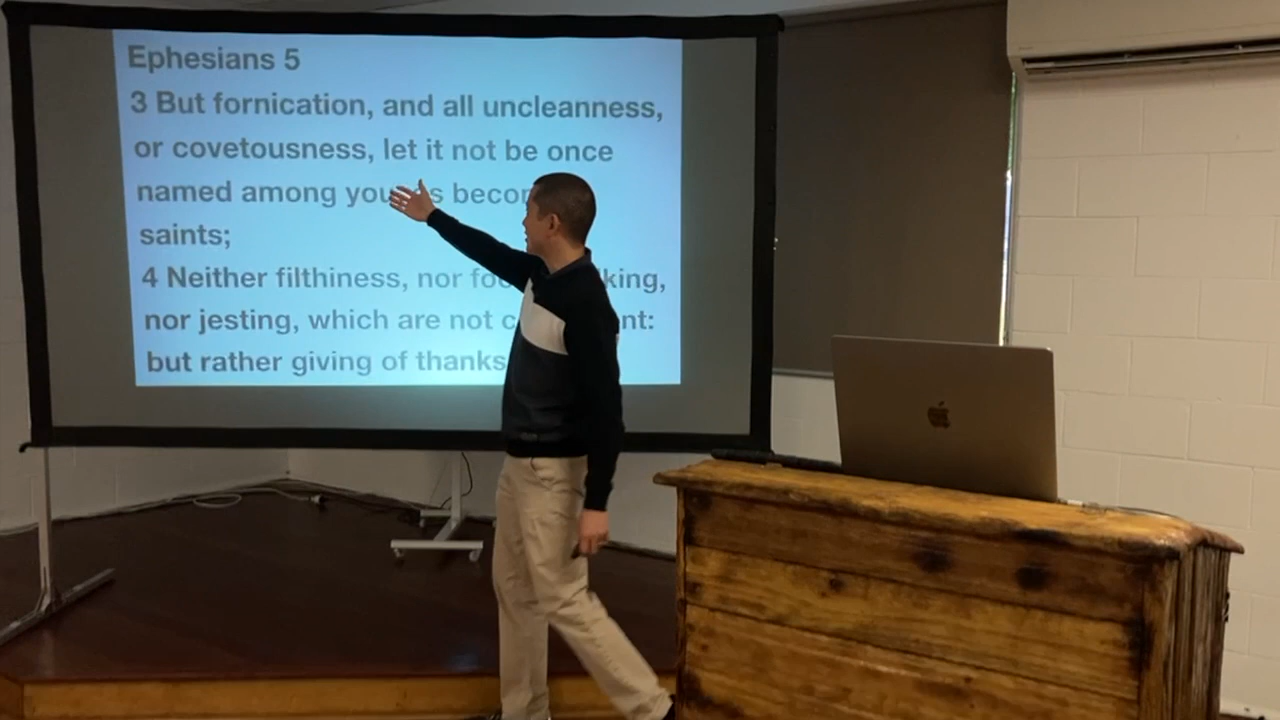 Ephesians 5
3 But fornication, and all uncleanness,
or covetousness, let it not be once
named among
saints;
4 Neither filthiness, nor
nor jesting, which are not
but rather giving of thanks